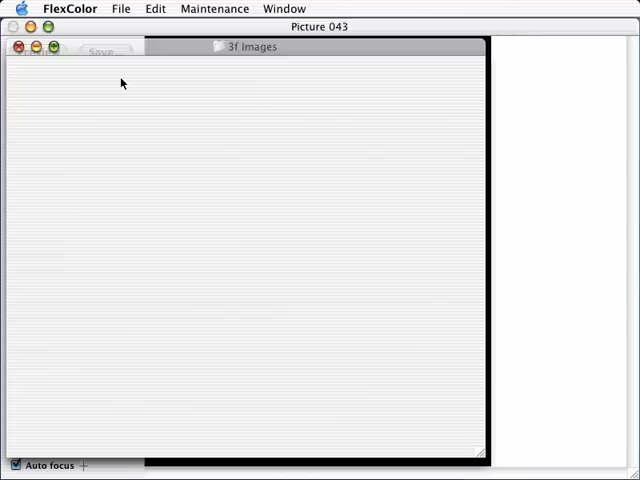 FlexColor File Edit Maintenance Window
Picture 043
Save...
3f Images
Auto focus